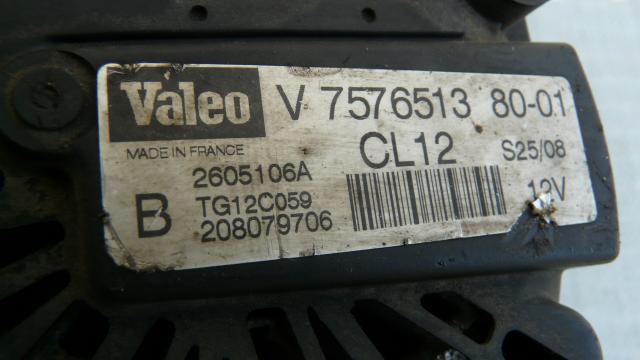 Valeo V 7576513 80-01
MADE IN FRANCE CL12 S25/08
2605106A 12V
B TG12C059
208079706